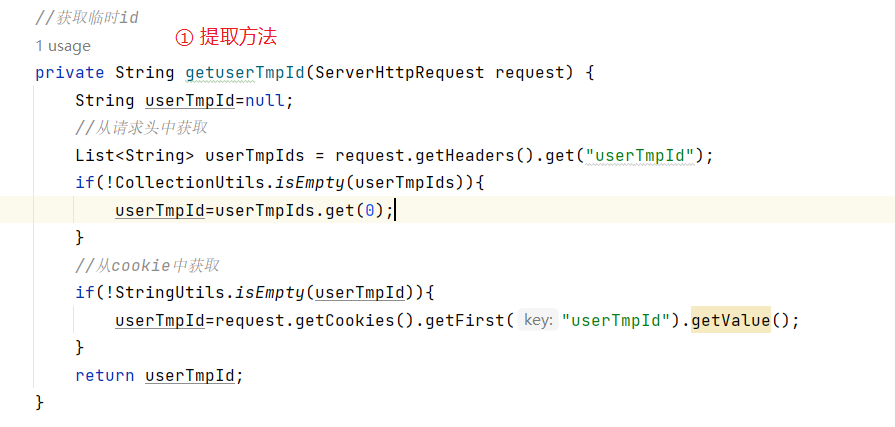 //获取临时id
① 提取方法
1 usage
private String getuserTmpId(ServerHttpRequest request) {
    String userTmpId=null;
    //从请求头中获取
    List<String> userTmpIds = request.getHeaders().get("userTmpId");
    if(!CollectionUtils.isEmpty(userTmpIds)){
        userTmpId=userTmpIds.get(0);
    }
    //从cookie中获取
    if(!StringUtils.isEmpty(userTmpId)){
        userTmpId=request.getCookies().getFirst( key: "userTmpId").getValue();
    }
    return userTmpId;
}